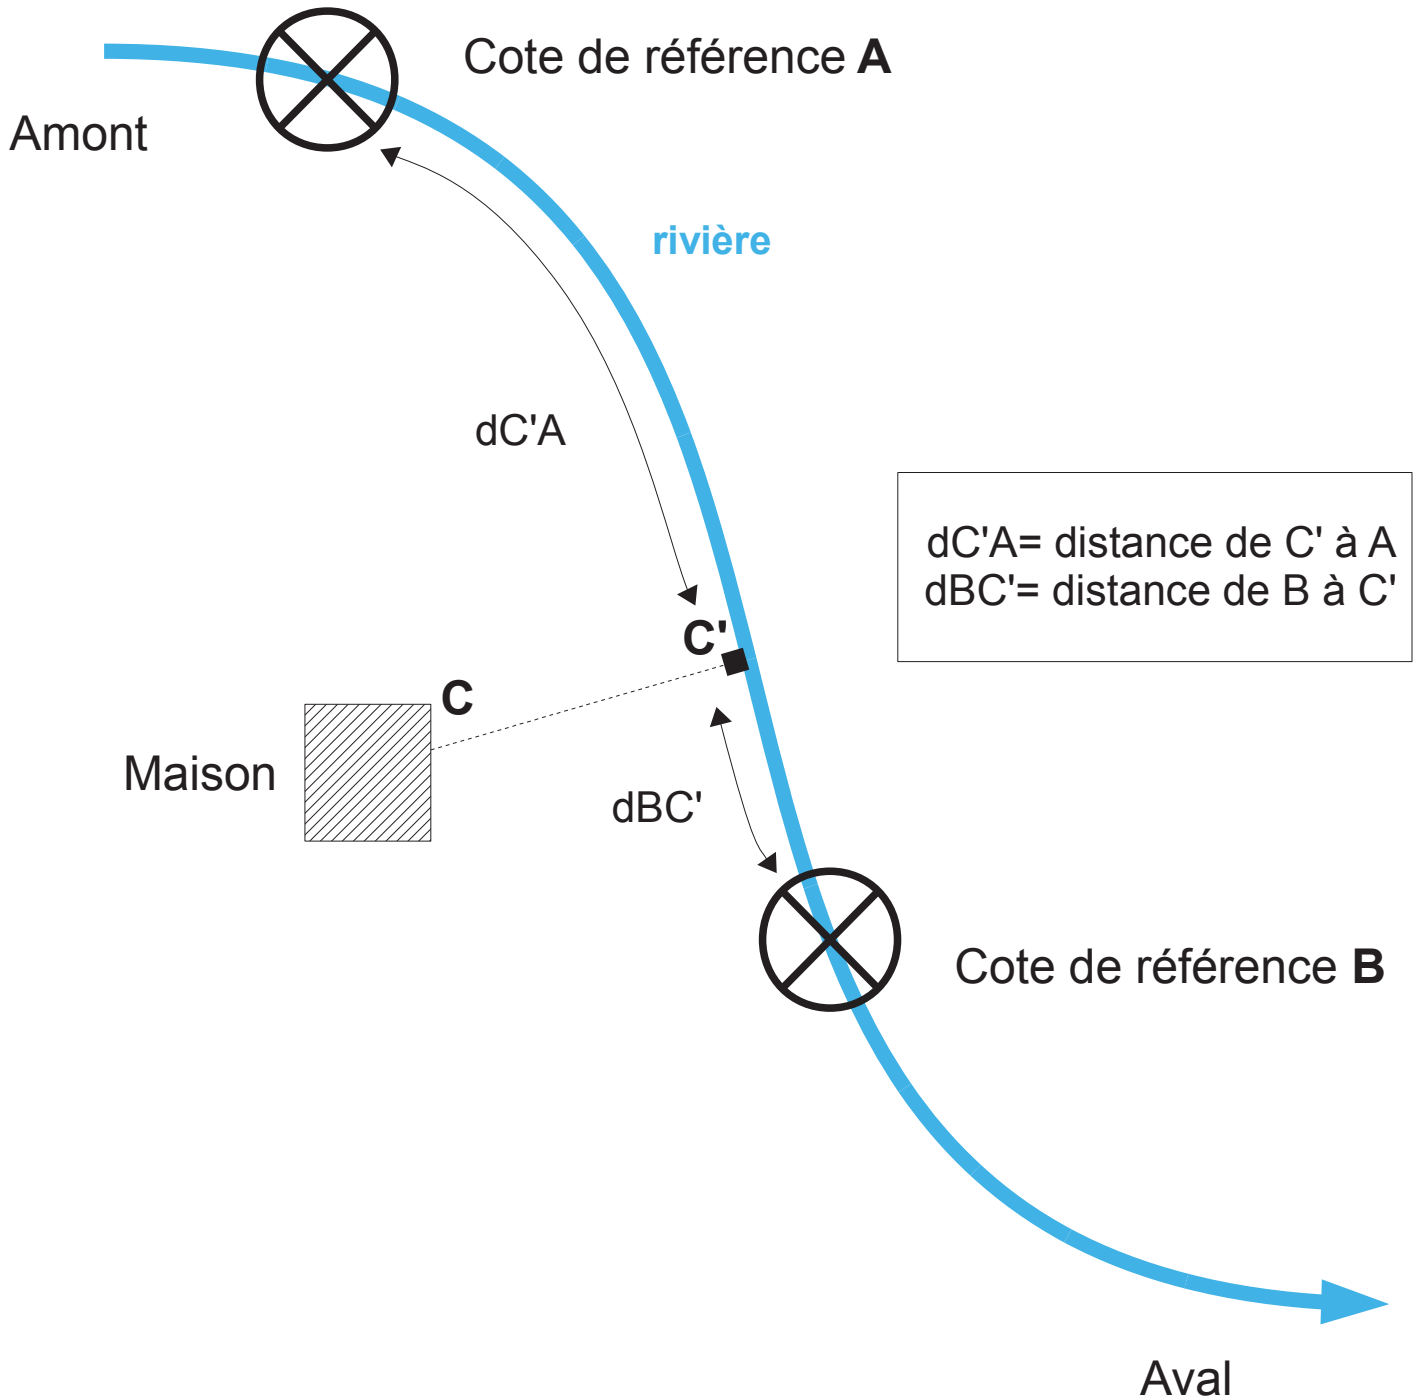 Cote de référence A
Amont
rivière
dC'A
dC'A= distance de C' à A
dBC'= distance de B à C'
C'
C
Maison
dBC'
Cote de référence B
Aval